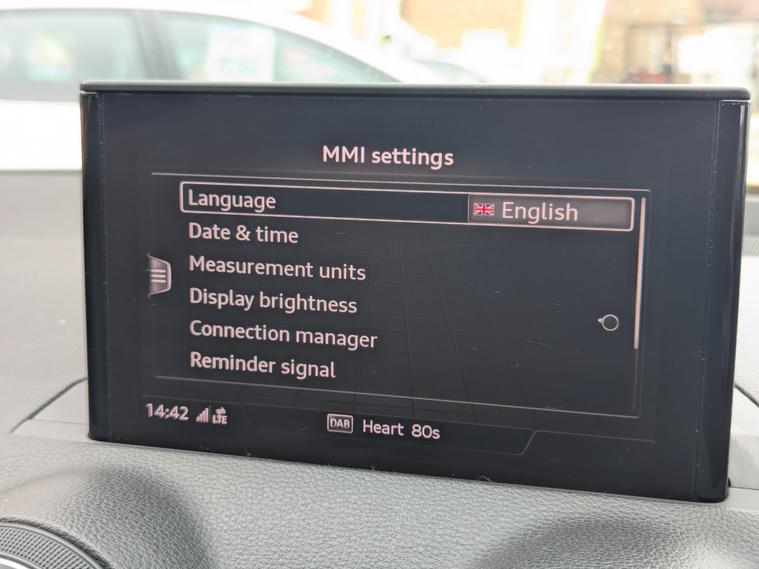 MMI settings
Language English
Date & time
Measurement units
Display brightness
Connection manager
Reminder signal
14:42 LTE DAB Heart 80s